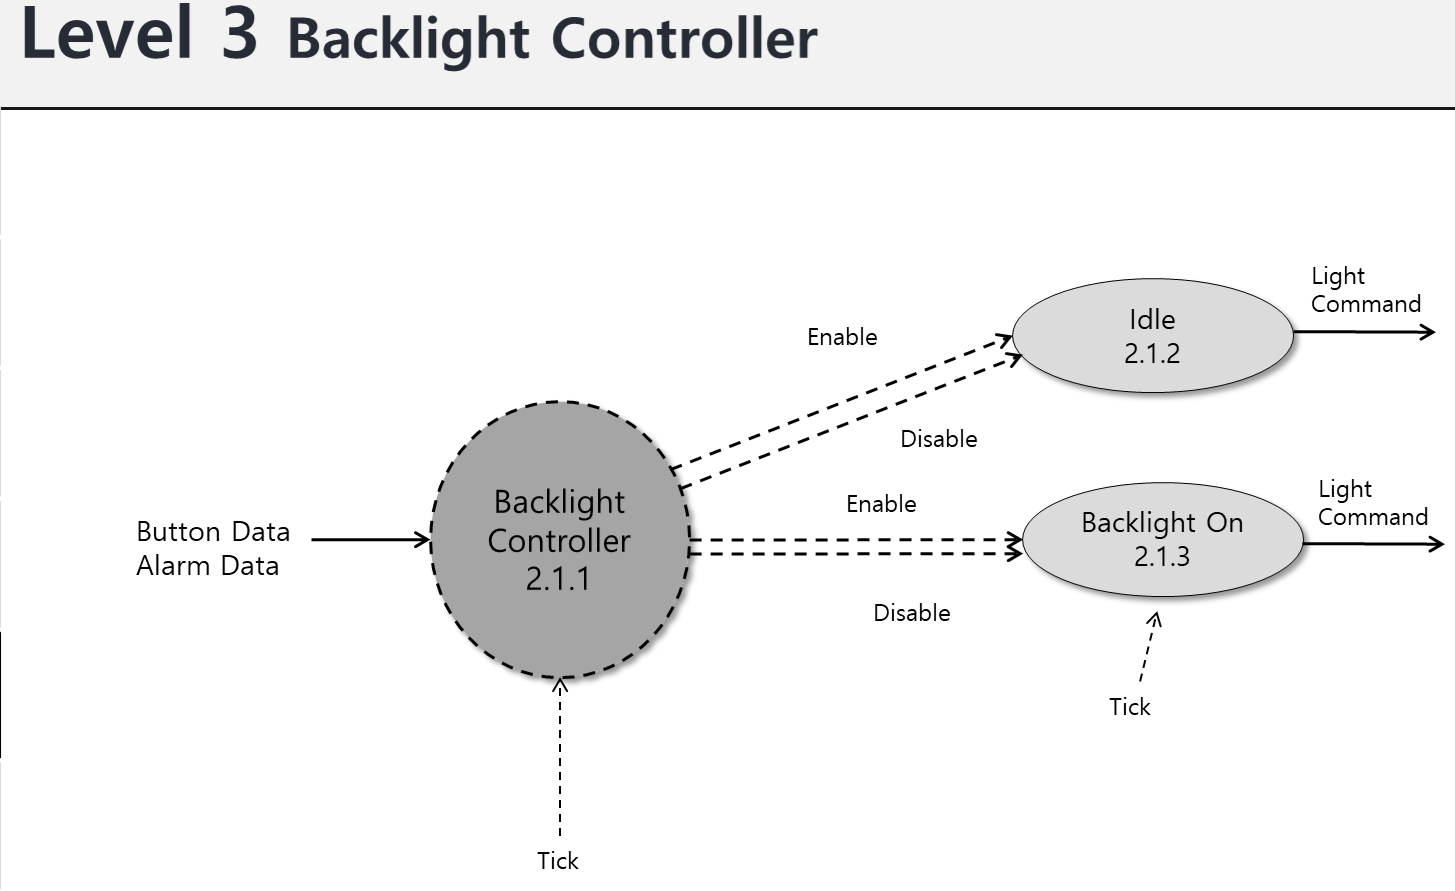 Level 3 Backlight Controller
Light
Command
Idle
2.1.2
Enable
Disable
Light
Command
Enable
Backlight On
2.1.3
Backlight
Controller
2.1.1
Button Data
Alarm Data
Disable
Tick
Tick